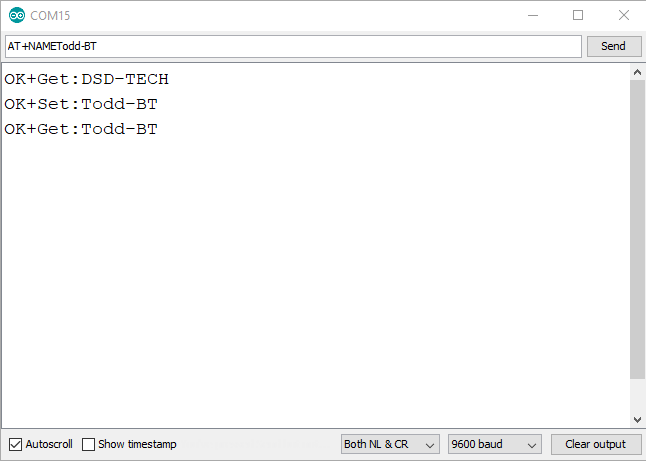 COM15
AT+NAMETodd-BT
Send
OK+Get:DSD-TECH
OK+Set:Todd-BT
OK+Get:Todd-BT
Autoscroll Show timestamp Both NL & CR 9600 baud Clear output